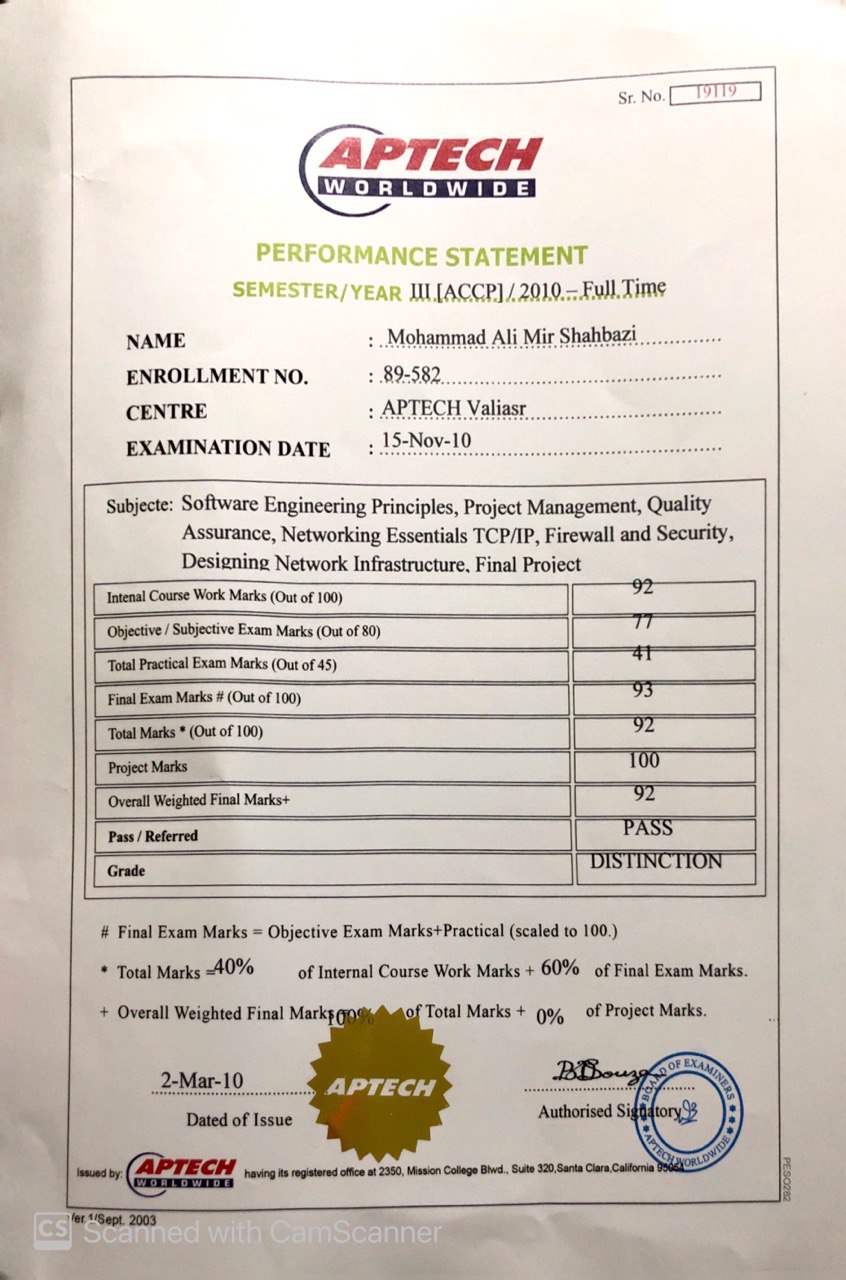 Sr. No. 19119
APTECH
WORLDWIDE
PERFORMANCE STATEMENT
SEMESTER/YEAR III [ACCP] / 2010 – Full Time
NAME : Mohammad Ali Mir Shahbazi
ENROLLMENT NO. : 89-582
CENTRE : APTECH Valiasr
EXAMINATION DATE : 15-Nov-10
Subjecte: Software Engineering Principles, Project Management, Quality
Assurance, Networking Essentials TCP/IP, Firewall and Security,
Designing Network Infrastructure, Final Project
Intenal Course Work Marks (Out of 100) 92
Objective / Subjective Exam Marks (Out of 80) 77
Total Practical Exam Marks (Out of 45) 41
Final Exam Marks # (Out of 100) 93
Total Marks * (Out of 100) 92
Project Marks 100
Overall Weighted Final Marks+ 92
Pass / Referred PASS
Grade DISTINCTION
# Final Exam Marks = Objective Exam Marks+Practical (scaled to 100.)
* Total Marks =40% of Internal Course Work Marks + 60% of Final Exam Marks.
+ Overall Weighted Final Marks 100% of Total Marks + 0% of Project Marks.
2-Mar-10
Dated of Issue
APTECH
Authorised Signatory
BOARD OF EXAMINERS
APTECH WORLDWIDE
Issued by: APTECH WORLDWIDE having its registered office at 2350, Mission College Blwd., Suite 320,Santa Clara,California
PESO282
Ver.1/Sept. 2003
CS Scanned with CamScanner